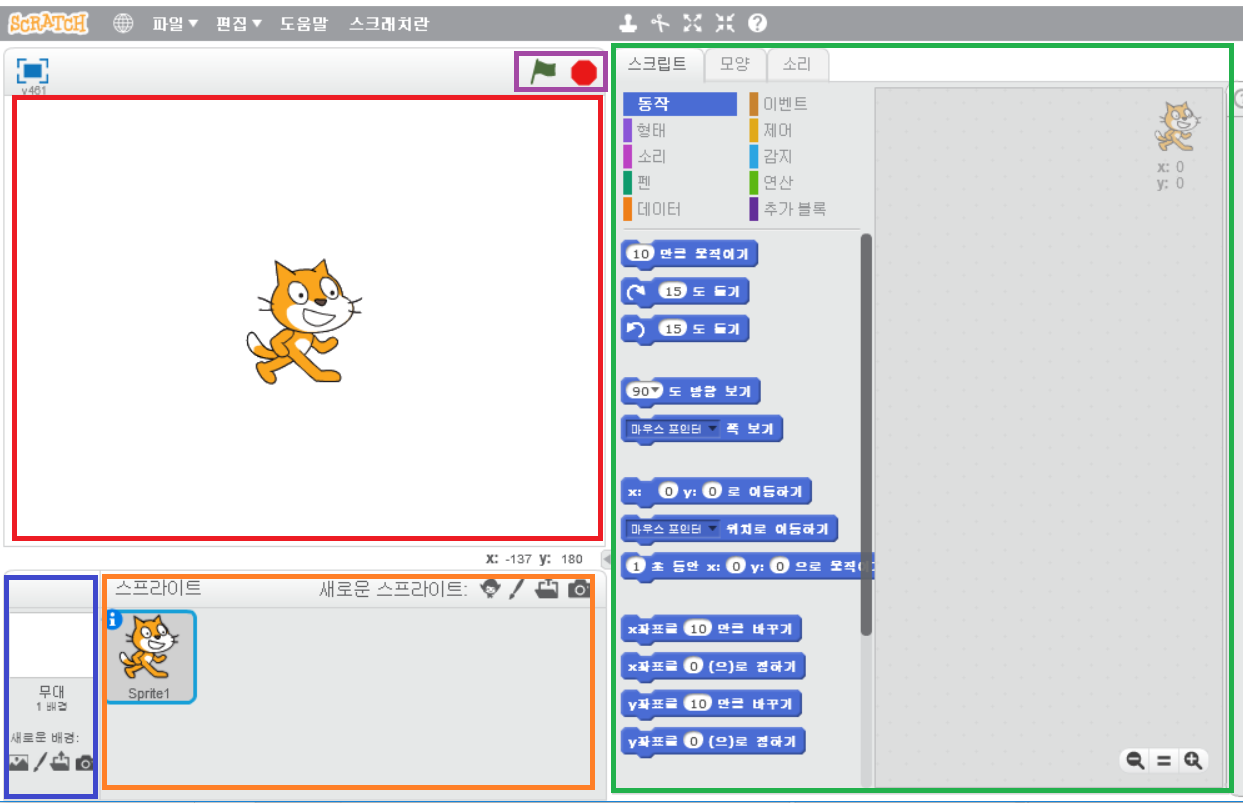 SCRATCH 파일 편집 도움말 스크래치란
v461
스크립트 모양 소리
동작 이벤트
형태 제어
소리 감지
펜 연산
데이터 추가 블록
x: 0
y: 0
10 만큼 움직이기
15 도 돌기
15 도 돌기
90 도 방향 보기
마우스 포인터 쪽 보기
x: 0 y: 0 로 이동하기
마우스 포인터 위치로 이동하기
1 초 동안 x: 0 y: 0 으로 움직이
x좌표를 10 만큼 바꾸기
x좌표를 0 (으)로 정하기
y좌표를 10 만큼 바꾸기
y좌표를 0 (으)로 정하기
x: -137 y: 180
스프라이트 새로운 스프라이트:
Sprite1
무대
1 배경
새로운 배경: